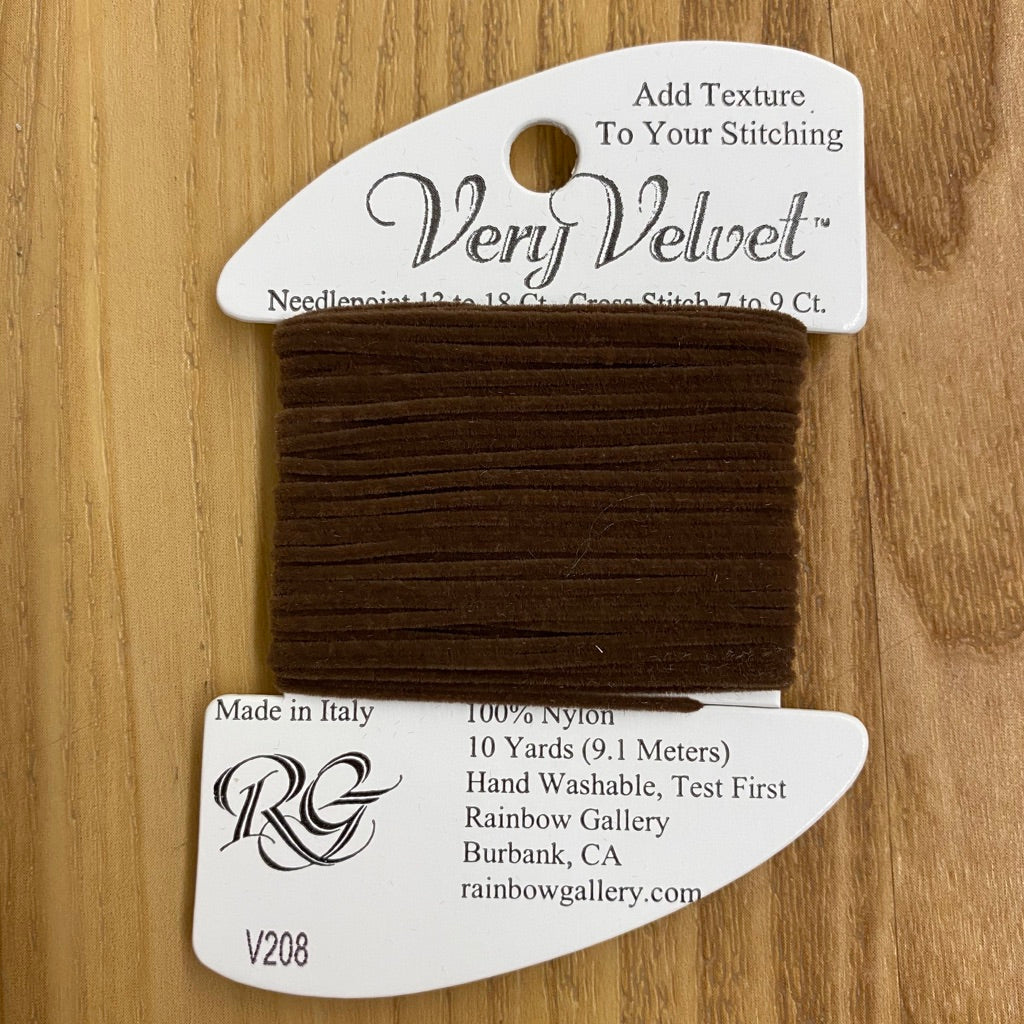 Add Texture
To Your Stitching
Very Velvet™
Needlepoint 12 to 18 Ct. Cross Stitch 7 to 9 Ct.
Made in Italy
100% Nylon
10 Yards (9.1 Meters)
Hand Washable, Test First
Rainbow Gallery
Burbank, CA
rainbowgallery.com
RG
V208